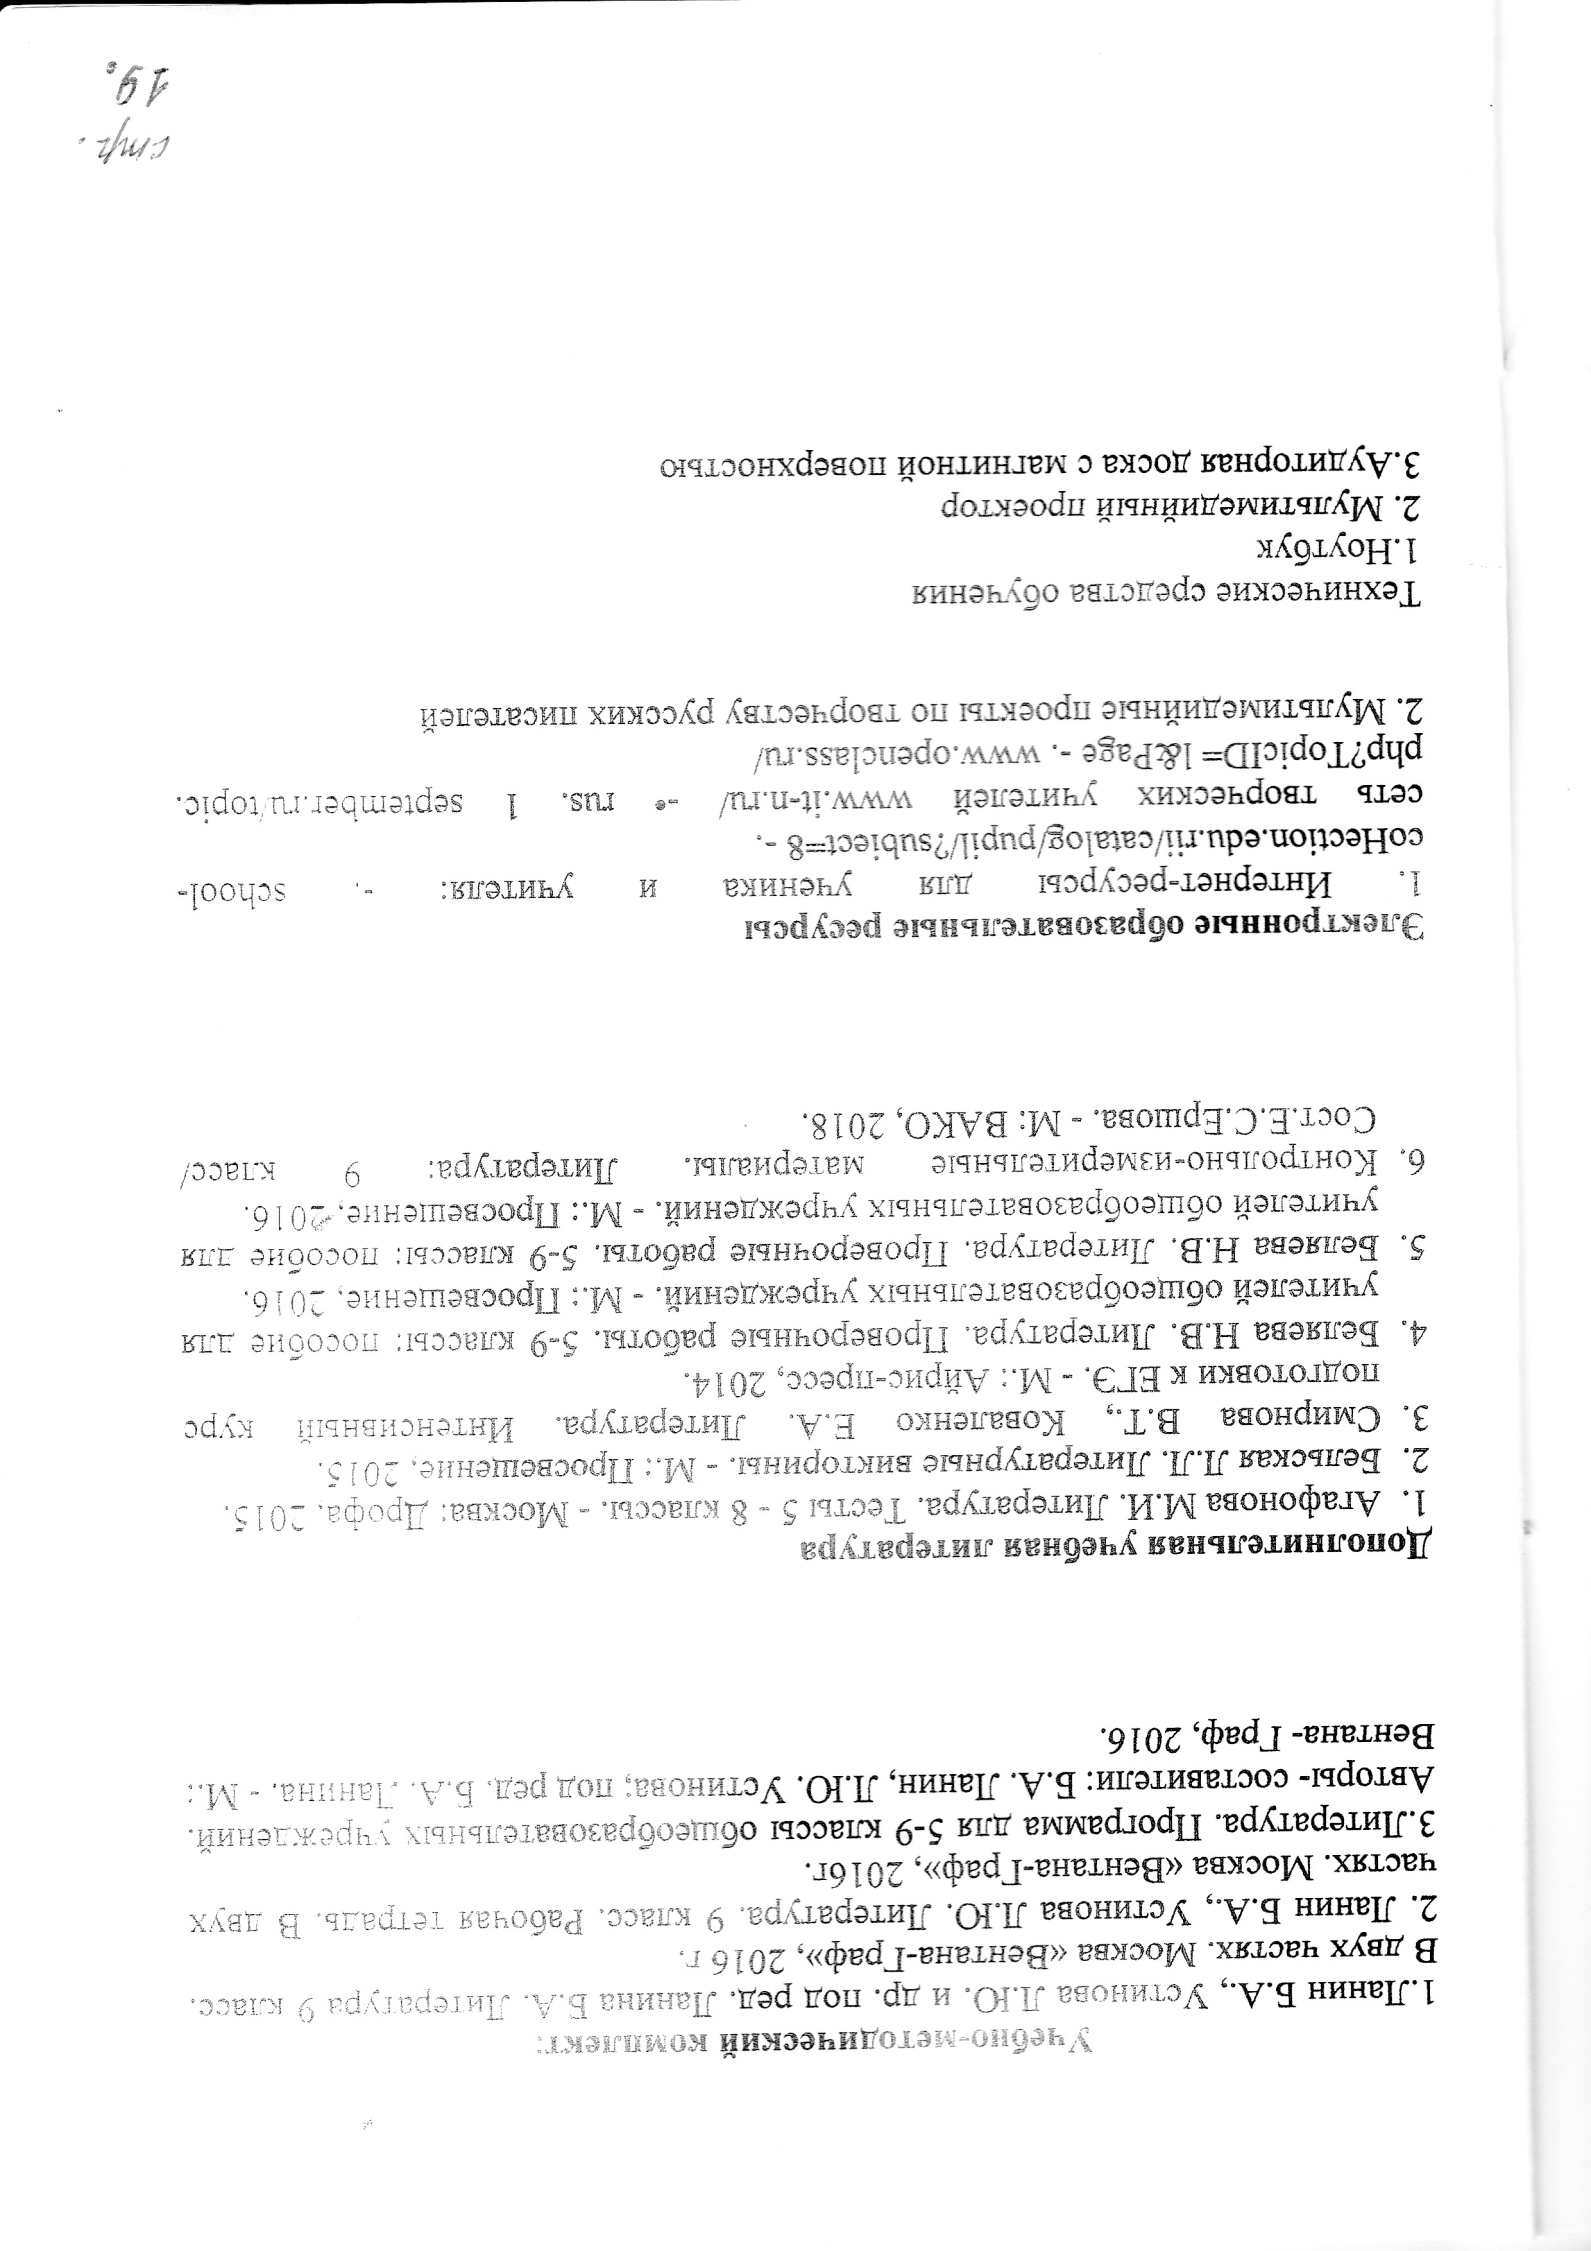 Учебно-методический комплект:
1.Ланин Б.А., Устинова Л.Ю. и др. под ред. Ланина Б.А. Литература 9 класс.
В двух частях. Москва «Вентана-Граф», 2016 г.
2. Ланин Б.А., Устинова Л.Ю. Литература. 9 класс. Рабочая тетрадь. В двух
частях. Москва «Вентана-Граф», 2016г.
3.Литература. Программа для 5-9 классы общеобразовательных учреждений.
Авторы- составители: Б.А. Ланин, Л.Ю. Устинова; под ред. Б.А. Ланина. - М.:
Вентана- Граф, 2016.
Дополнительная учебная литература
1. Агафонова М.И. Литература. Тесты 5 - 8 классы. - Москва: Дрофа, 2015.
2. Бельская Л.Л. Литературные викторины. - М.: Просвещение, 2015.
3. Смирнова В.Т., Коваленко Е.А. Литература. Интенсивный курс
подготовки к ЕГЭ. - М.: Айрис-пресс, 2014.
4. Беляева Н.В. Литература. Проверочные работы. 5-9 классы: пособие для
учителей общеобразовательных учреждений. - М.: Просвещение, 2016.
5. Беляева Н.В. Литература. Проверочные работы. 5-9 классы: пособие для
учителей общеобразовательных учреждений. - М.: Просвещение, 2016.
6. Контрольно-измерительные материалы. Литература: 9 класс/
Сост.Е.С.Ершова. - М: ВАКО, 2018.
Электронные образовательные ресурсы
1. Интернет-ресурсы для ученика и учителя: -. school-
coHection.edu.rii/catalog/pupil/?subiect=8 -.
сеть творческих учителей www.it-n.ru/ -• rus. 1 september.ru/topic.
php?TopicID= l&Page -. www.openclass.ru/
2. Мультимедийные проекты по творчеству русских писателей
Технические средства обучения
1.Ноутбук
2. Мультимедийный проектор
3.Аудиторная доска с магнитной поверхностью
стр.
19.